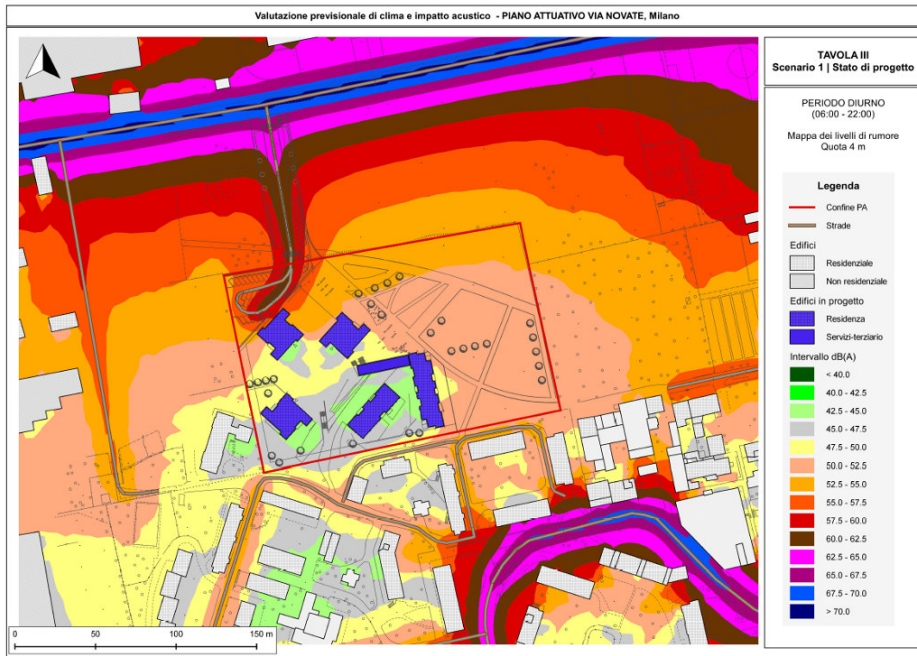 Valutazione previsionale di clima e impatto acustico - PIANO ATTUATIVO VIA NOVATE, Milano
TAVOLA III
Scenario 1 | Stato di progetto
PERIODO DIURNO
(06:00 - 22:00)
Mappa dei livelli di rumore
Quota 4 m
Legenda
Confine PA
Strade
Edifici
Residenziale
Non residenziale
Edifici in progetto
Residenza
Servizi-terziario
Intervallo dB(A)
< 40.0
40.0 - 42.5
42.5 - 45.0
45.0 - 47.5
47.5 - 50.0
50.0 - 52.5
52.5 - 55.0
55.0 - 57.5
57.5 - 60.0
60.0 - 62.5
62.5 - 65.0
65.0 - 67.5
67.5 - 70.0
> 70.0
0 50 100 150 m